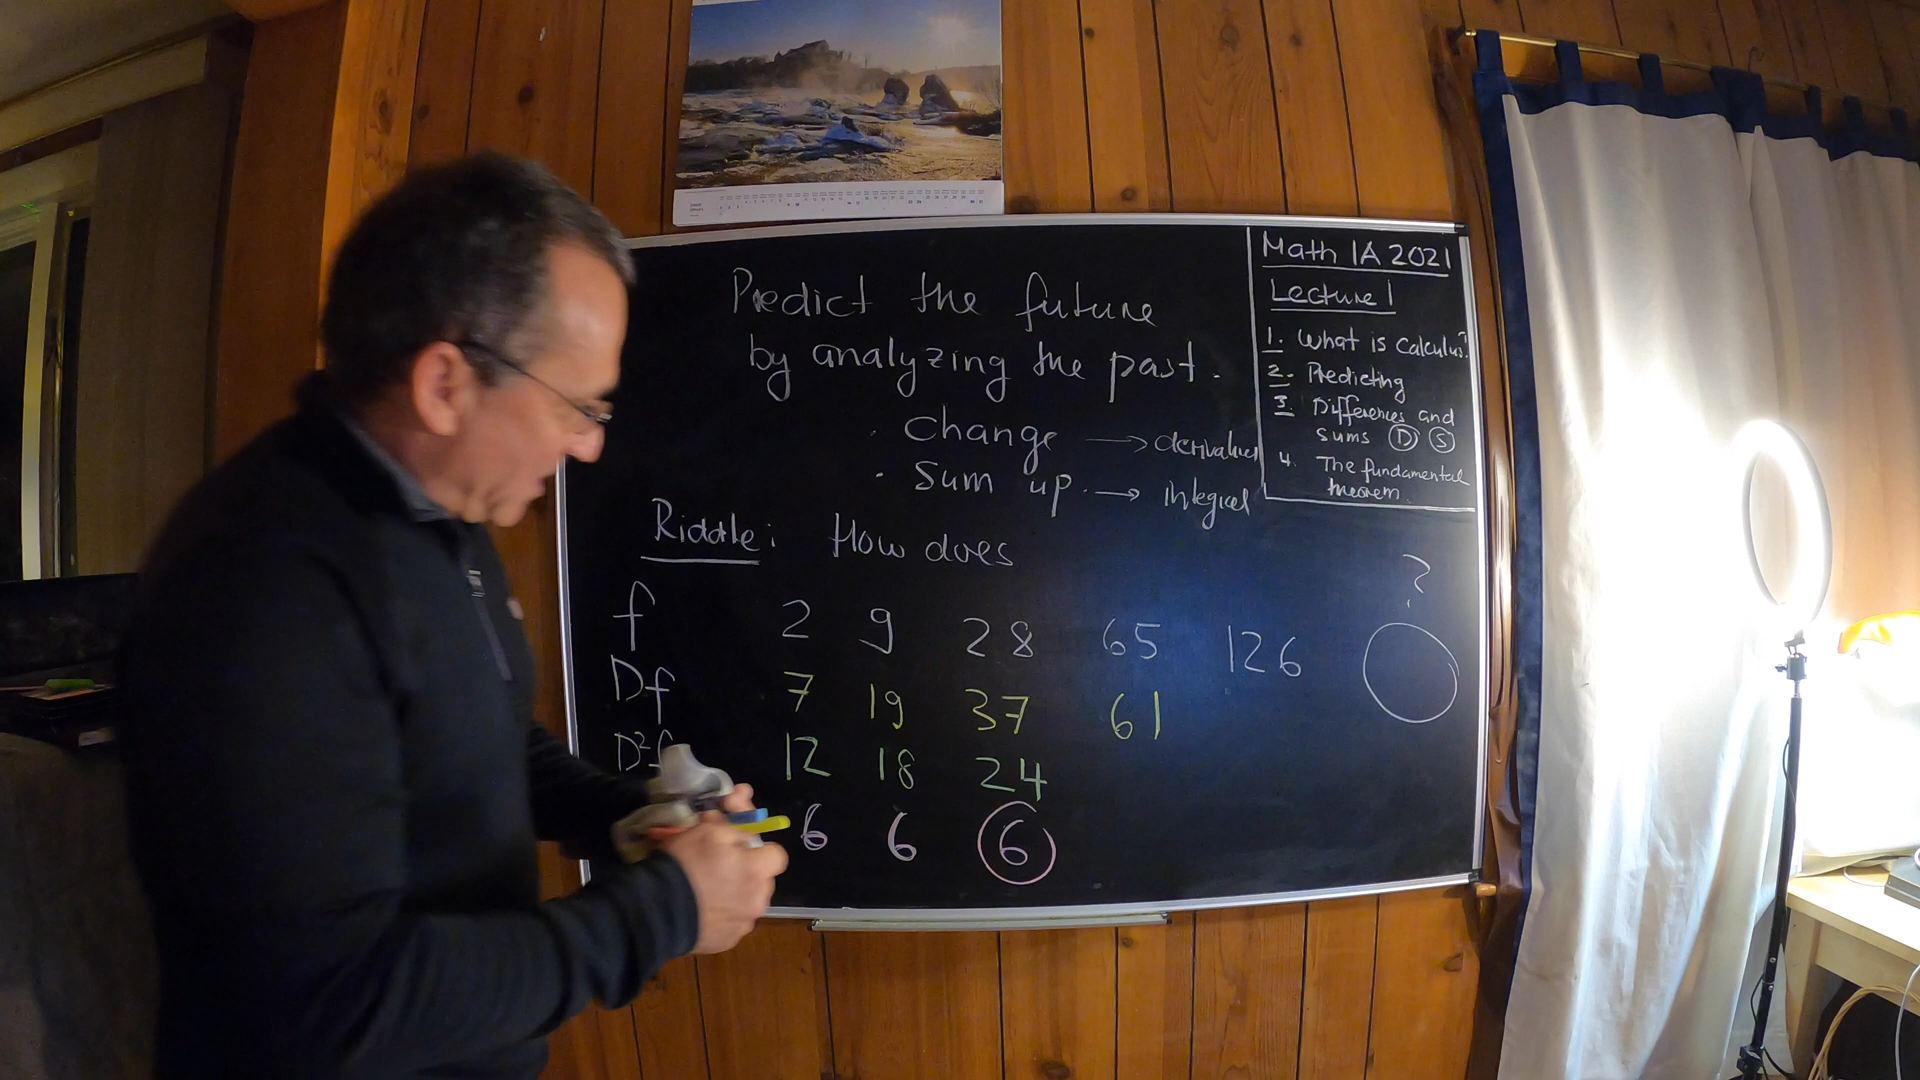 Predict the future
by analyzing the past.
· Change → derivatives
· Sum up. → integral
Math 1A 2021
Lecture 1
1. What is Calculus?
2. Predicting
3. Differences and
sums D S
4. The fundamental
theorem.
Riddle: How does
?
f 2 9 28 65 126
Df 7 19 37 61
D²f 12 18 24
6 6 6